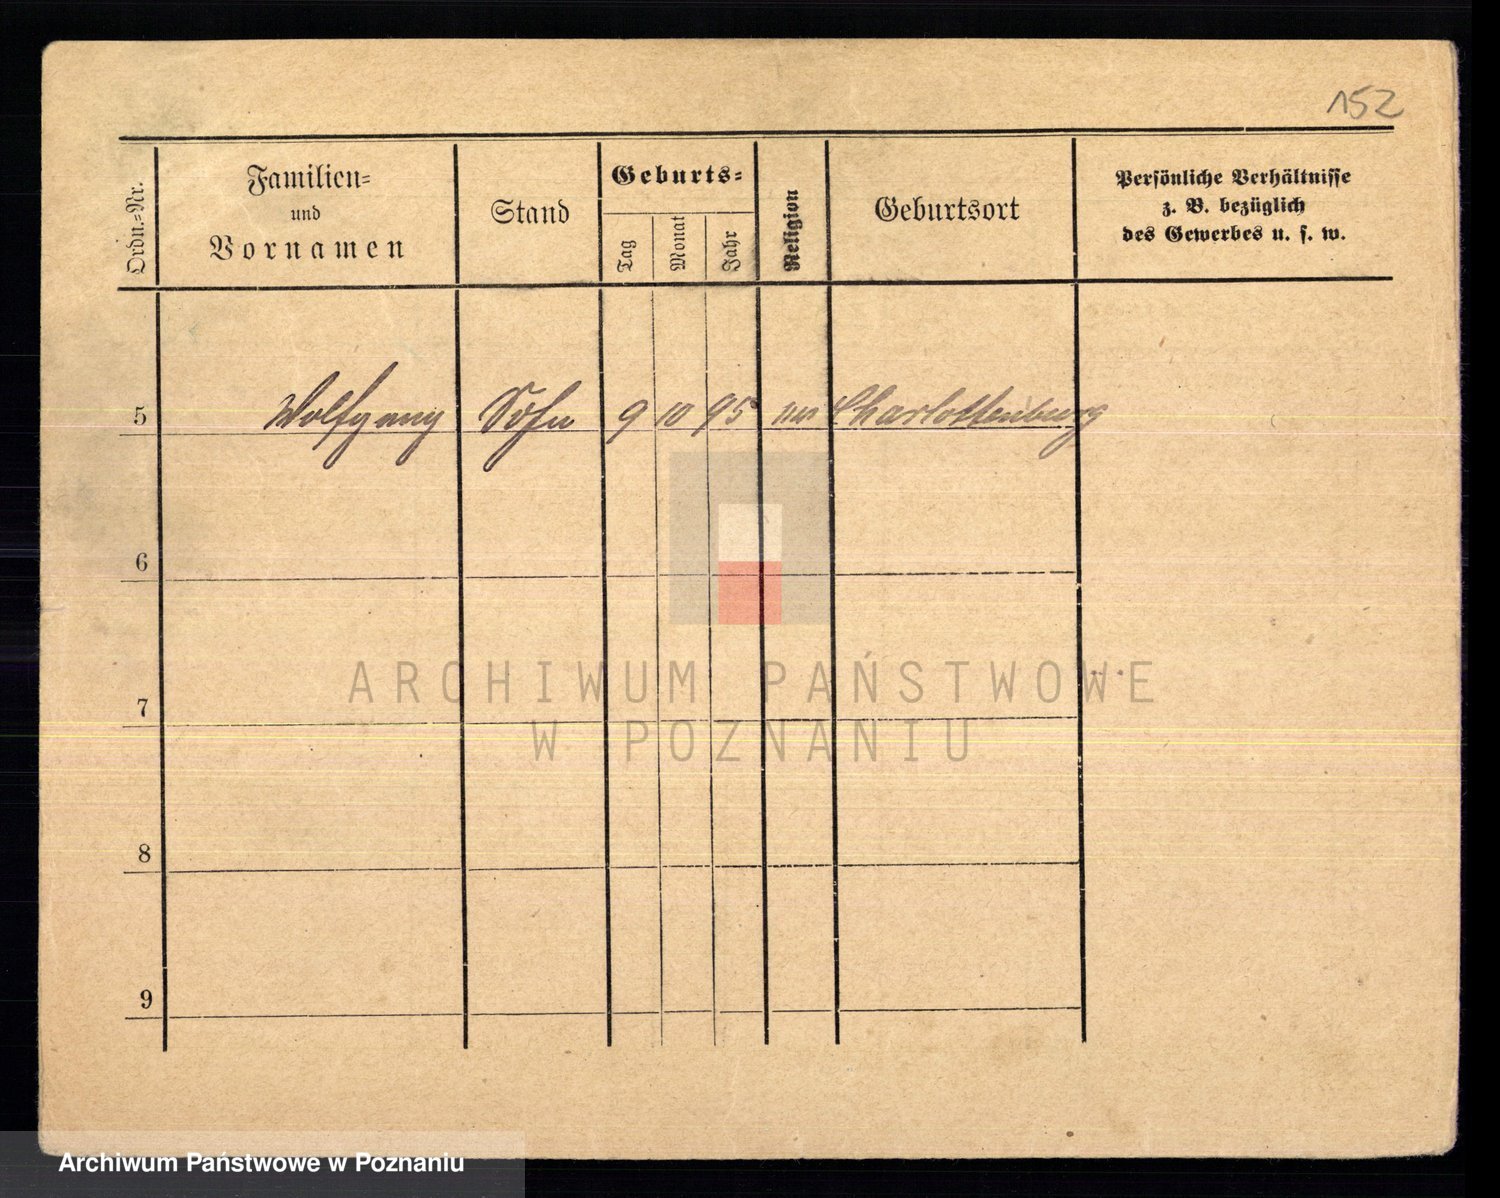 152
Ordn.=Nr.
Familien=
und
Vornamen
Stand
Geburts=
Tag
Monat
Jahr
Religion
Geburtsort
Persönliche Verhältnisse
z. B. bezüglich
des Gewerbes u. s. w.
5 Wolfgang Sohn 9 10 95 Charlottenburg
6
7
8
9
ARCHIWUM PAŃSTWOWE
W POZNANIU
Archiwum Państwowe w Poznaniu